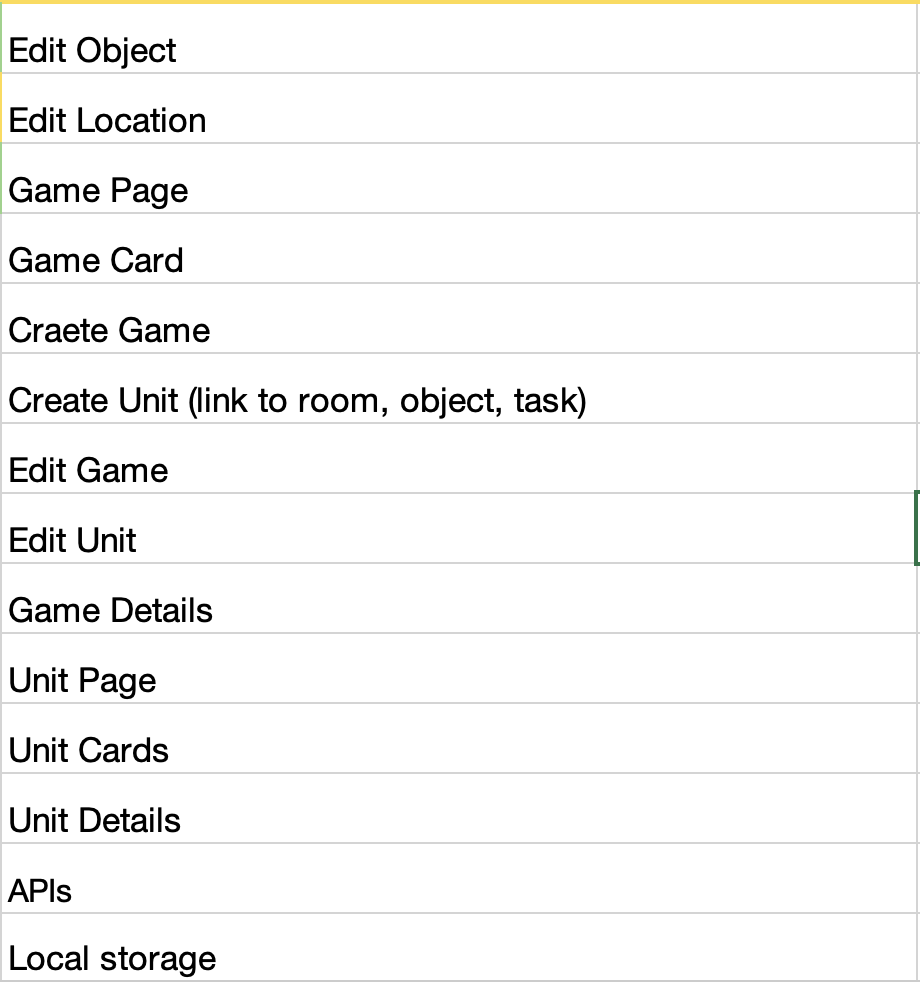 Edit Object
Edit Location
Game Page
Game Card
Craete Game
Create Unit (link to room, object, task)
Edit Game
Edit Unit
Game Details
Unit Page
Unit Cards
Unit Details
APIs
Local storage